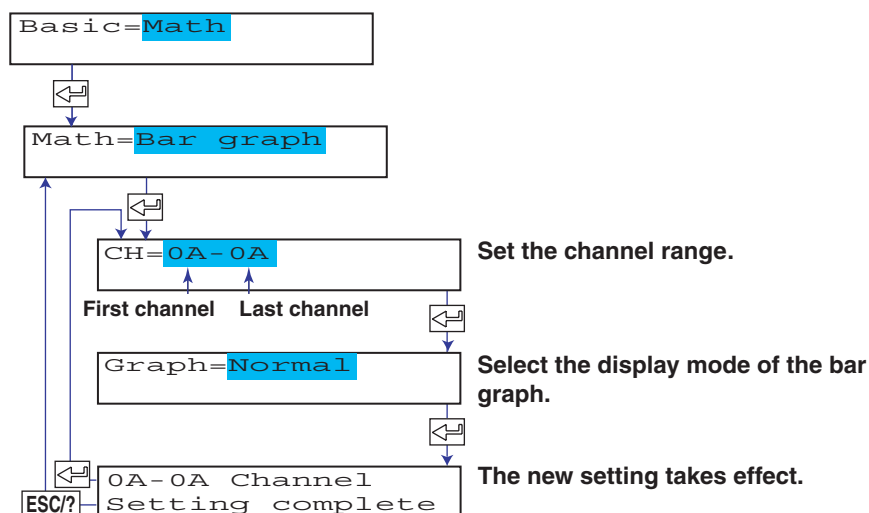 Basic=Math
Math=Bar graph
CH=0A-0A
Set the channel range.
First channel Last channel
Graph=Normal
Select the display mode of the bar
graph.
0A-0A Channel
The new setting takes effect.
ESC/?
Setting complete